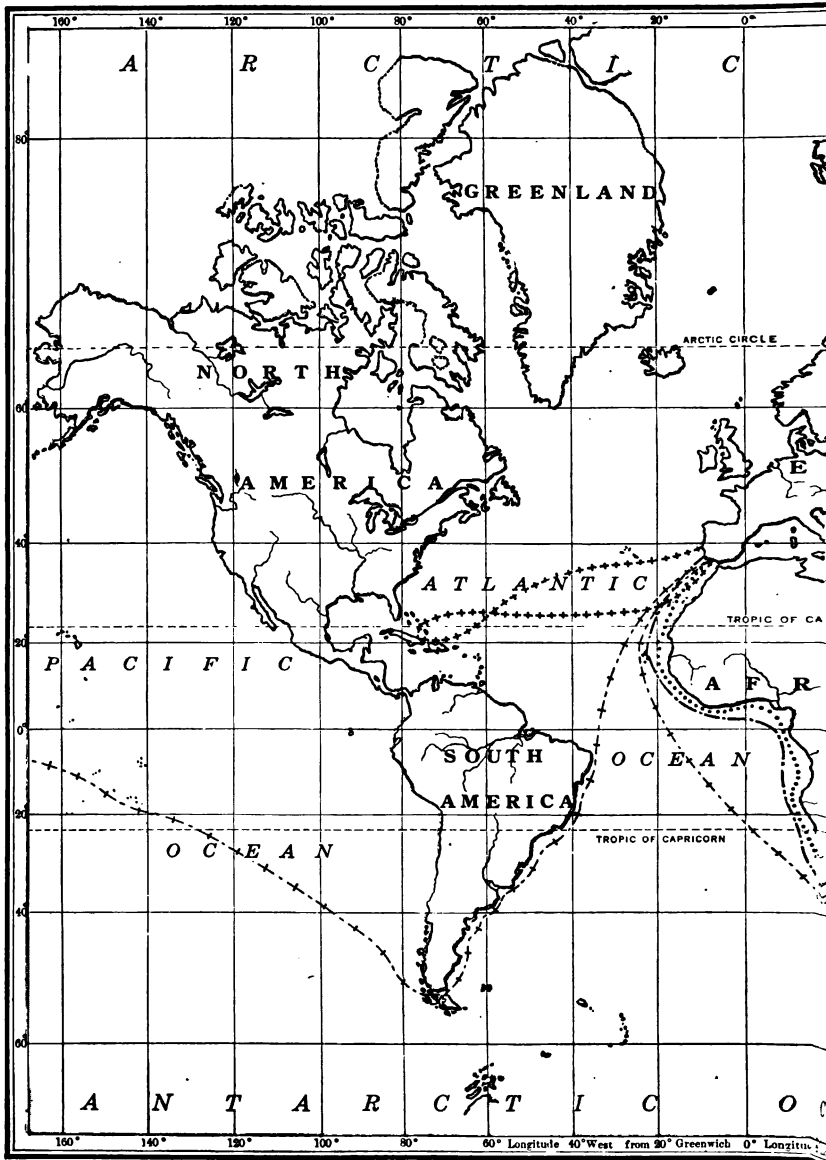 160° 140° 120° 100° 80° 60° 40° 20° 0°
A R C T I C
80°
GREENLAND
ARCTIC CIRCLE
NORTH
60°
E
AMERICA
40°
ATLANTIC
TROPIC OF CA
20°
PACIFIC
AFR
0°
SOUTH
OCEAN
AMERICA
20°
TROPIC OF CAPRICORN
OCEAN
40°
60°
ANTARCTIC O
160° 140° 120° 100° 80° 60° Longitude 40° West from 20° Greenwich 0° Longitu